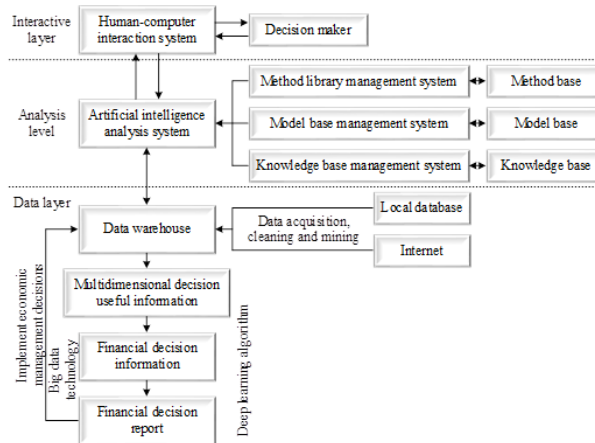 Interactive
layer
Human-computer
interaction system
Decision maker
Analysis
level
Artificial intelligence
analysis system
Method library management system
Method base
Model base management system
Model base
Knowledge base management system
Knowledge base
Data layer
Data warehouse
Data acquisition,
cleaning and mining
Local database
Internet
Multidimensional decision
useful information
Financial decision
information
Financial decision
report
Implement economic
management decisions
Big data
technology
Deep learning algorithm